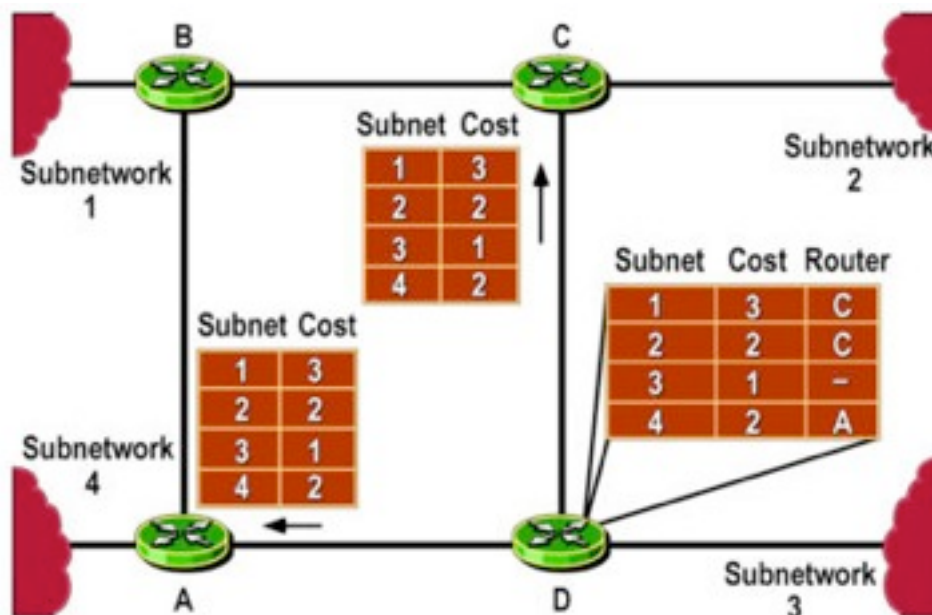 B
C
Subnetwork
1
Subnet Cost
1 3
2 2
3 1
4 2
Subnetwork
2
Subnet Cost Router
1 3 C
2 2 C
3 1 –
4 2 A
Subnet Cost
1 3
2 2
3 1
4 2
Subnetwork
4
A
D
Subnetwork
3